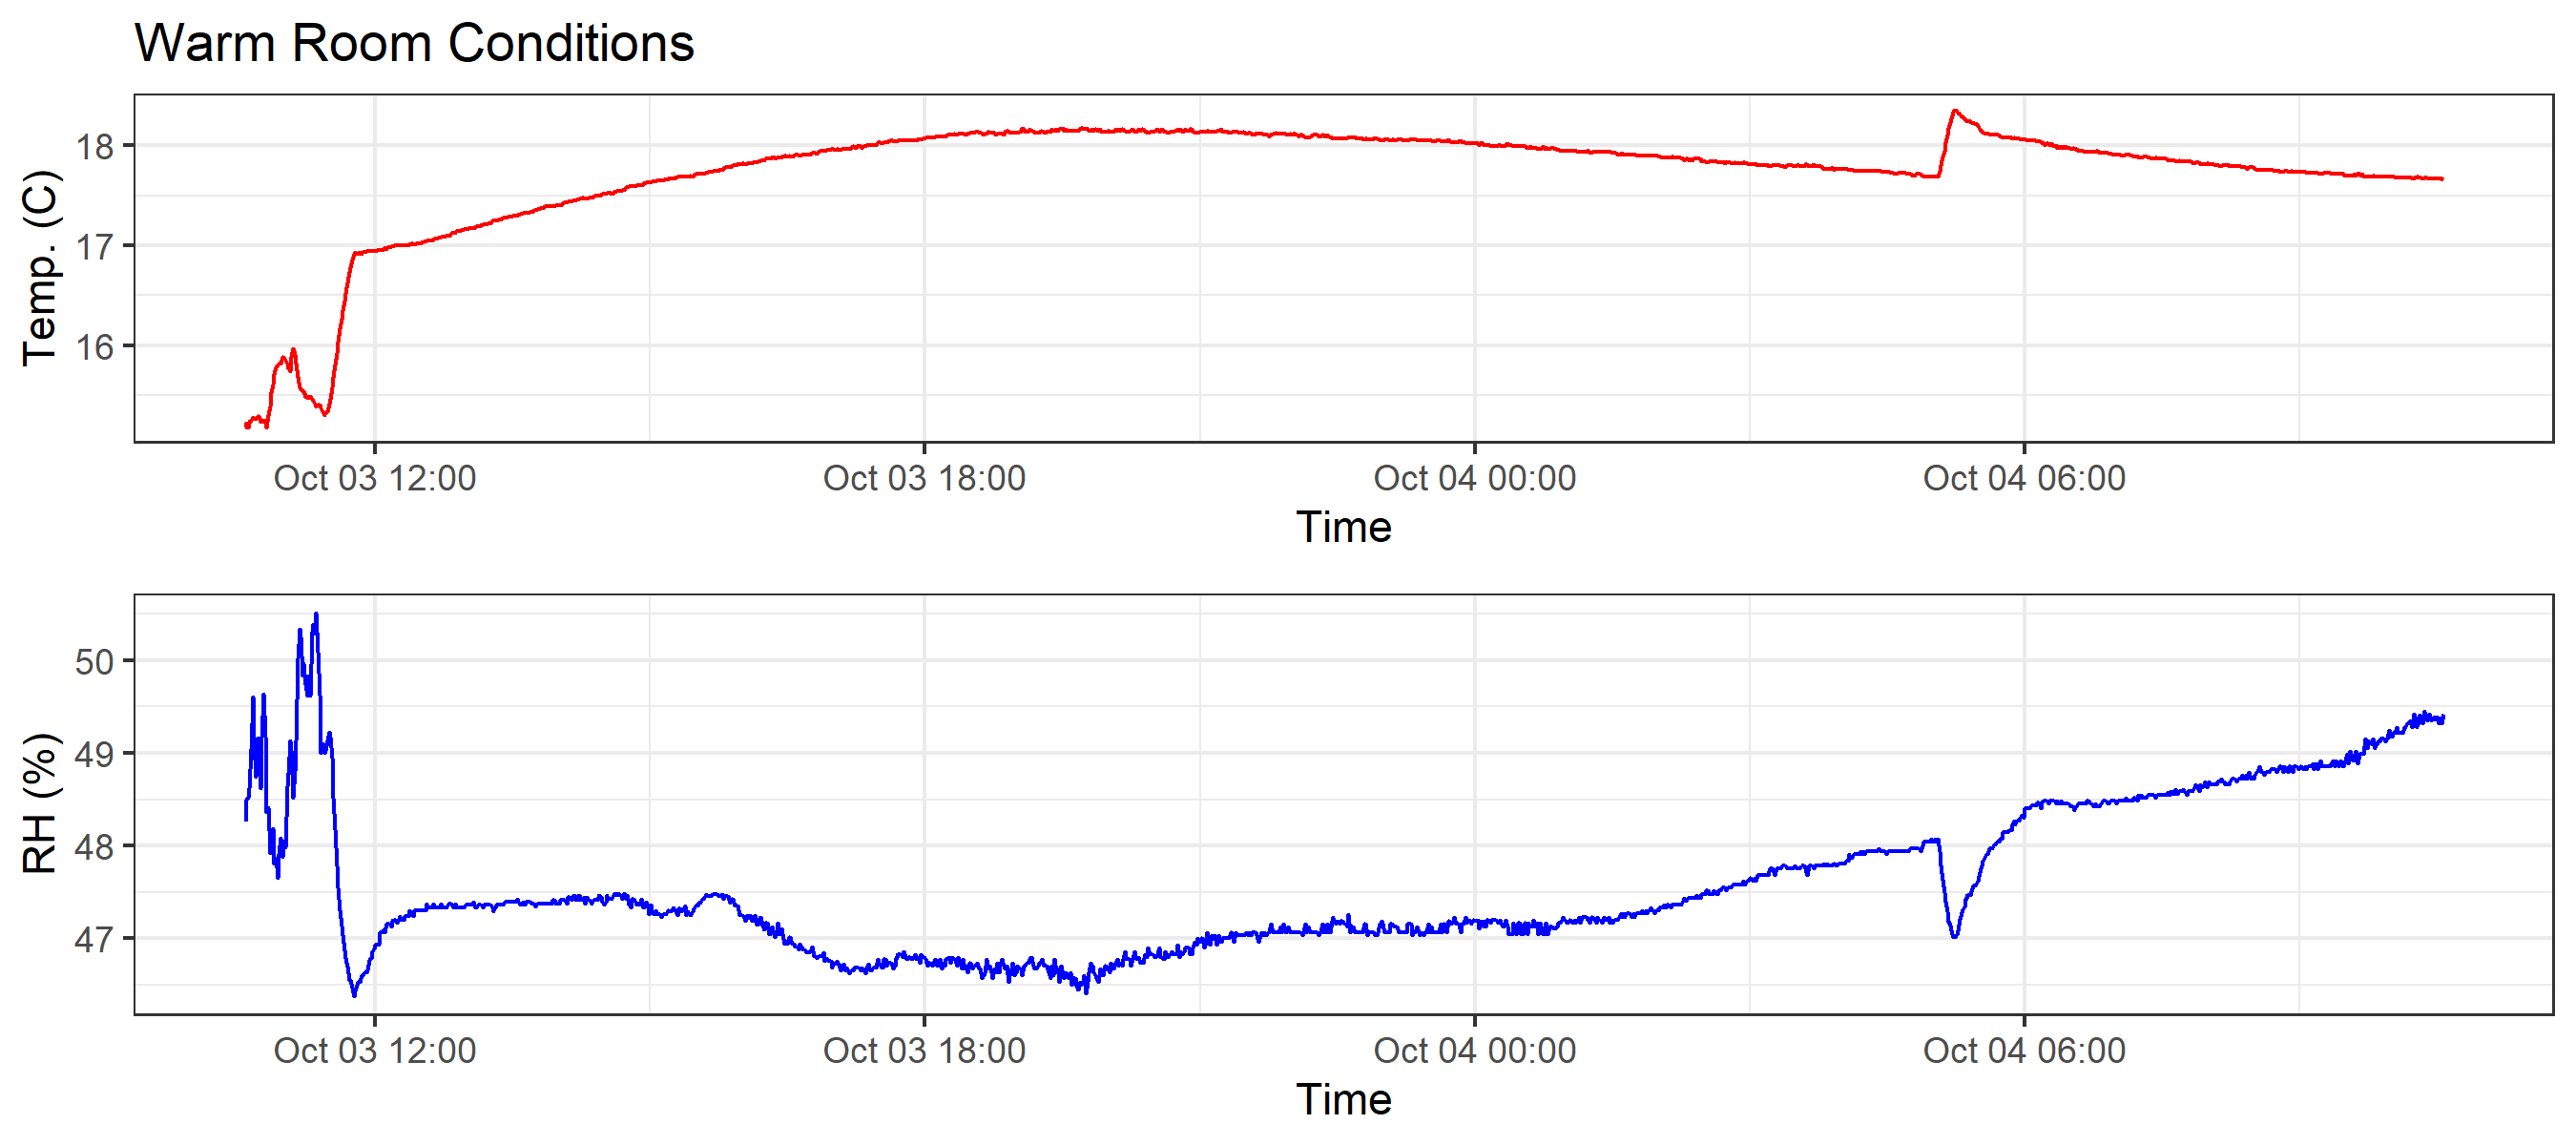 Warm Room Conditions
Temp. (C)
18
17
16
Oct 03 12:00 Oct 03 18:00 Oct 04 00:00 Oct 04 06:00
Time
RH (%)
50
49
48
47
Oct 03 12:00 Oct 03 18:00 Oct 04 00:00 Oct 04 06:00
Time